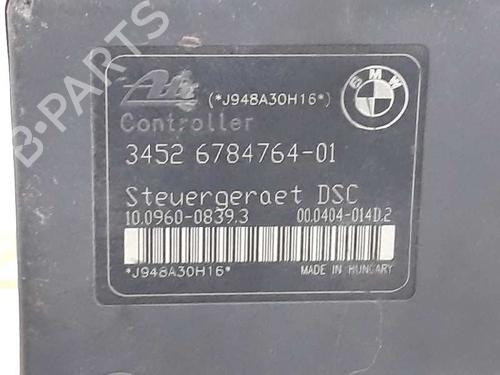 B-PARTS
Ate
(*J948A30H16*)
BMW
Controller
3452 6784764-01
Steuergeraet DSC
10.0960-0839.3 00.0404-014D.2
*J948A30H16* MADE IN HUNGARY